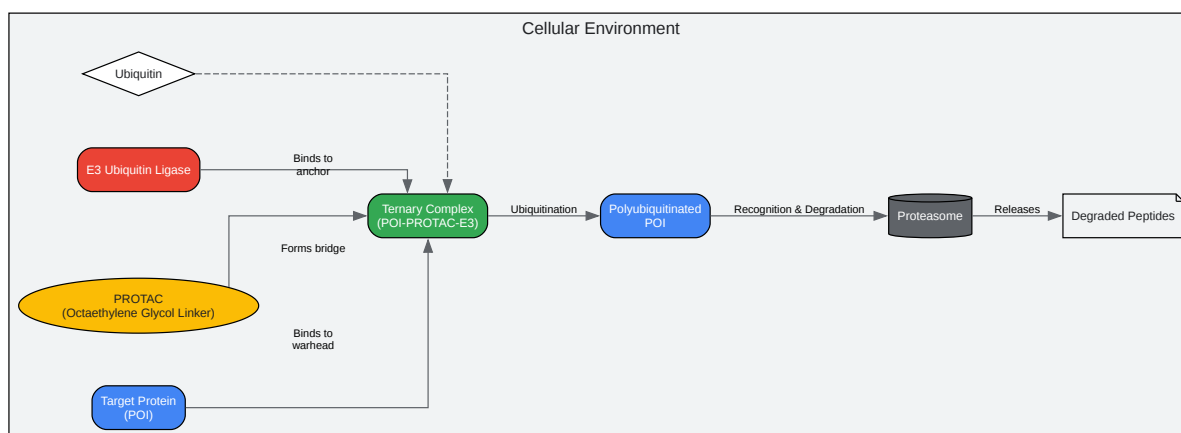 Cellular Environment
Ubiquitin
E3 Ubiquitin Ligase
Binds to
anchor
Ternary Complex
(POI-PROTAC-E3)
Ubiquitination
Polyubiquitinated
POI
Recognition & Degradation
Proteasome
Releases
Degraded Peptides
Forms bridge
PROTAC
(Octaethylene Glycol Linker)
Binds to
warhead
Target Protein
(POI)